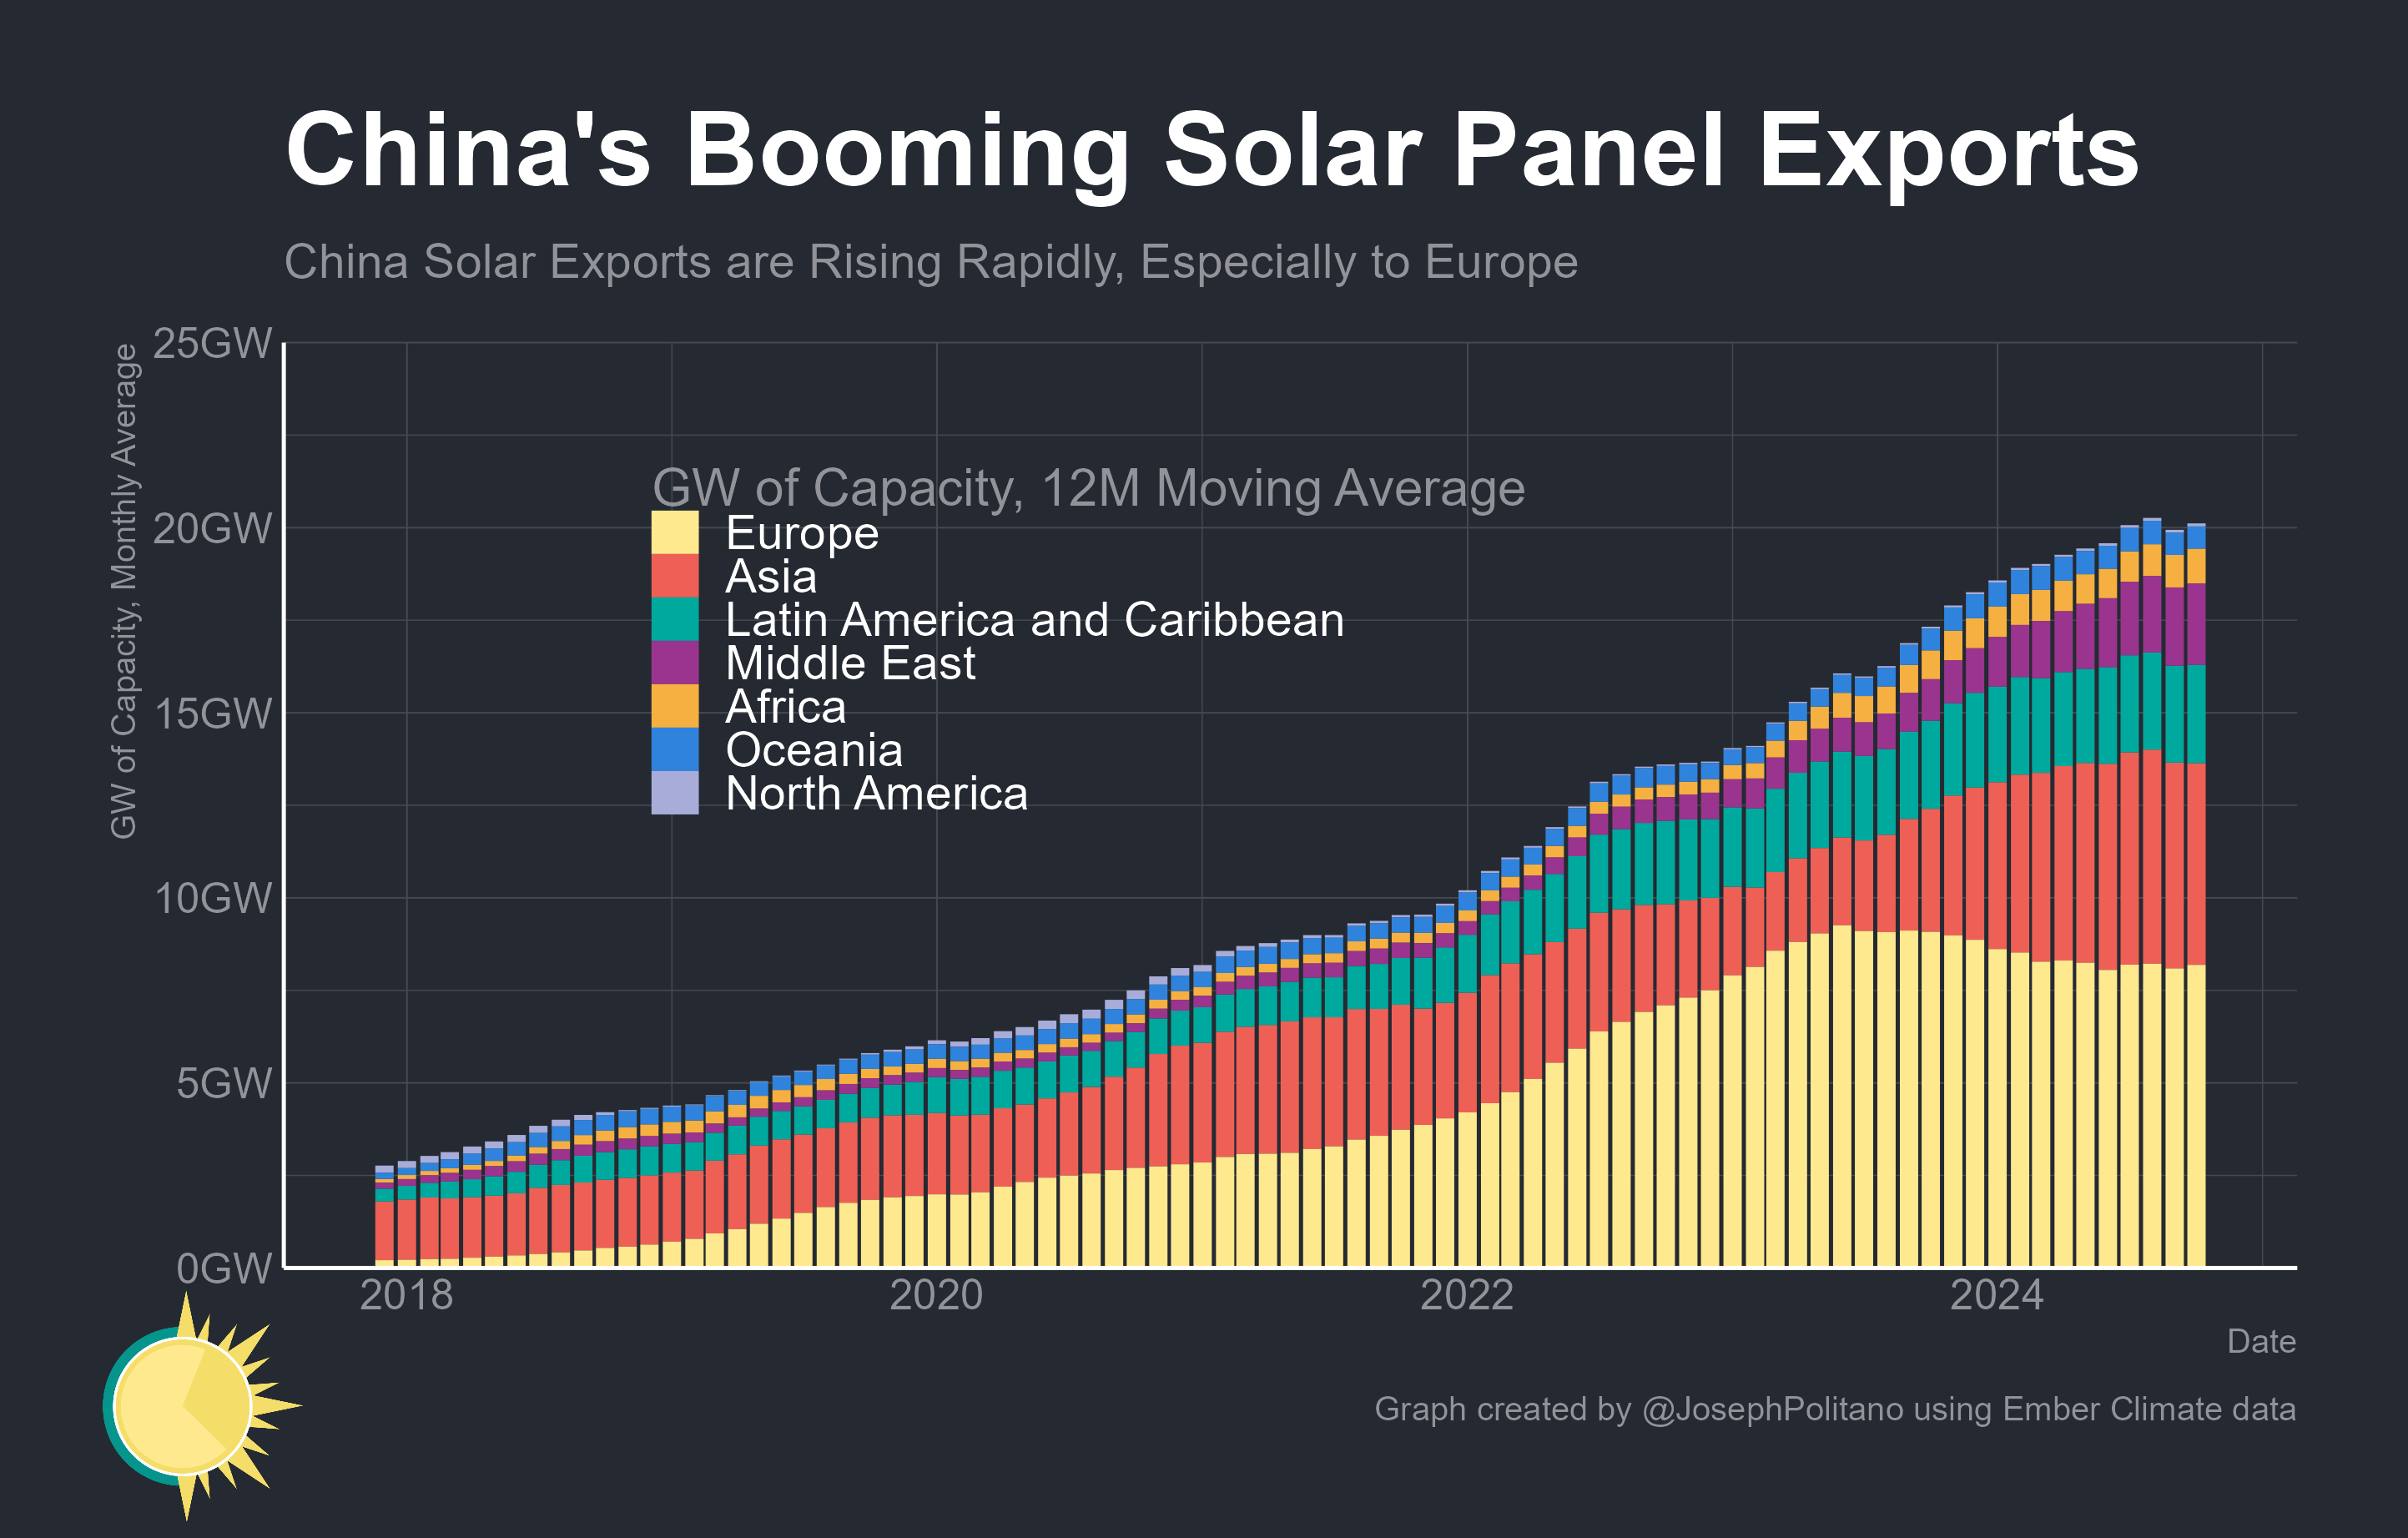 China's Booming Solar Panel Exports
China Solar Exports are Rising Rapidly, Especially to Europe
GW of Capacity, Monthly Average
25GW
20GW
15GW
10GW
5GW
0GW
GW of Capacity, 12M Moving Average
Europe
Asia
Latin America and Caribbean
Middle East
Africa
Oceania
North America
2018
2020
2022
2024
Date
Graph created by @JosephPolitano using Ember Climate data